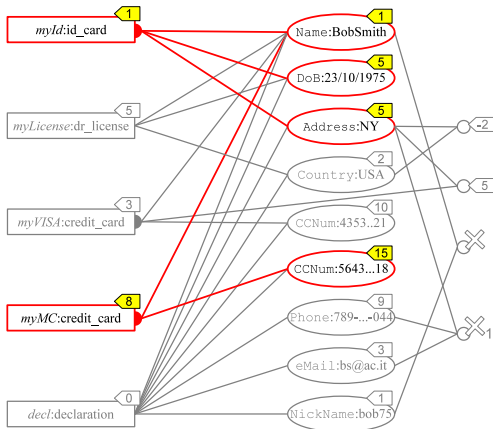 1
myId:id_card
1
Name:BobSmith
5
DoB:23/10/1975
5
myLicense:dr_license
5
Address:NY
-2
2
Country:USA
3
myVISA:credit_card
5
10
CCNum:4353..21
15
CCNum:5643...18
8
myMC:credit_card
9
Phone:789-...-044
1
3
eMail:bs@ac.it
0
decl:declaration
1
NickName:bob75